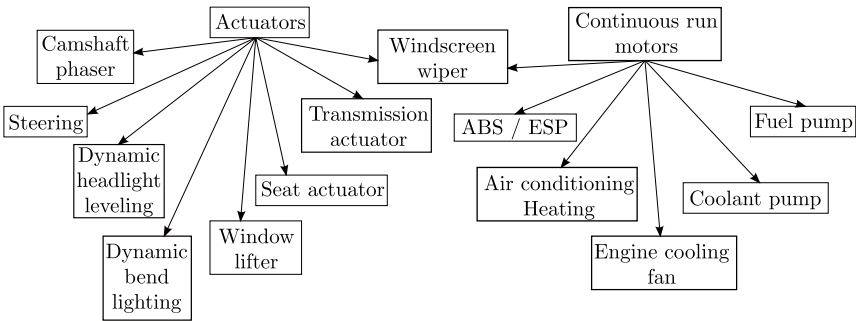 Actuators
Continuous run
motors
Camshaft
phaser
Windscreen
wiper
Steering
Transmission
actuator
ABS / ESP
Fuel pump
Dynamic
headlight
leveling
Seat actuator
Air conditioning
Heating
Coolant pump
Window
lifter
Dynamic
bend
lighting
Engine cooling
fan